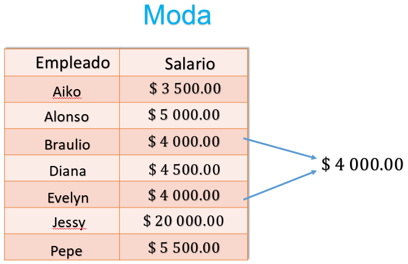 Moda
Empleado Salario
Aiko $ 3 500.00
Alonso $ 5 000.00
Braulio $ 4 000.00
Diana $ 4 500.00
$ 4 000.00
Evelyn $ 4 000.00
Jessy $ 20 000.00
Pepe $ 5 500.00